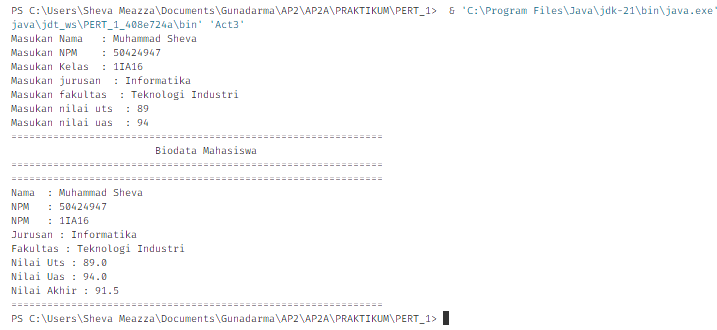 PS C:\Users\Sheva Meazza\Documents\Gunadarma\AP2\AP2A\PRAKTIKUM\PERT_1>  & 'C:\Program Files\Java\jdk-21\bin\java.exe'
java\jdt_ws\PERT_1_408e724a\bin' 'Act3'
Masukan Nama   : Muhammad Sheva
Masukan NPM    : 50424947
Masukan Kelas  : 1IA16
Masukan jurusan  : Informatika
Masukan fakultas  : Teknologi Industri
Masukan nilai uts  : 89
Masukan nilai uas  : 94
==============================================================
Biodata Mahasiswa
==============================================================
==============================================================
Nama  : Muhammad Sheva
NPM   : 50424947
NPM   : 1IA16
Jurusan : Informatika
Fakultas : Teknologi Industri
Nilai Uts : 89.0
Nilai Uas : 94.0
Nilai Akhir : 91.5
==============================================================
PS C:\Users\Sheva Meazza\Documents\Gunadarma\AP2\AP2A\PRAKTIKUM\PERT_1>